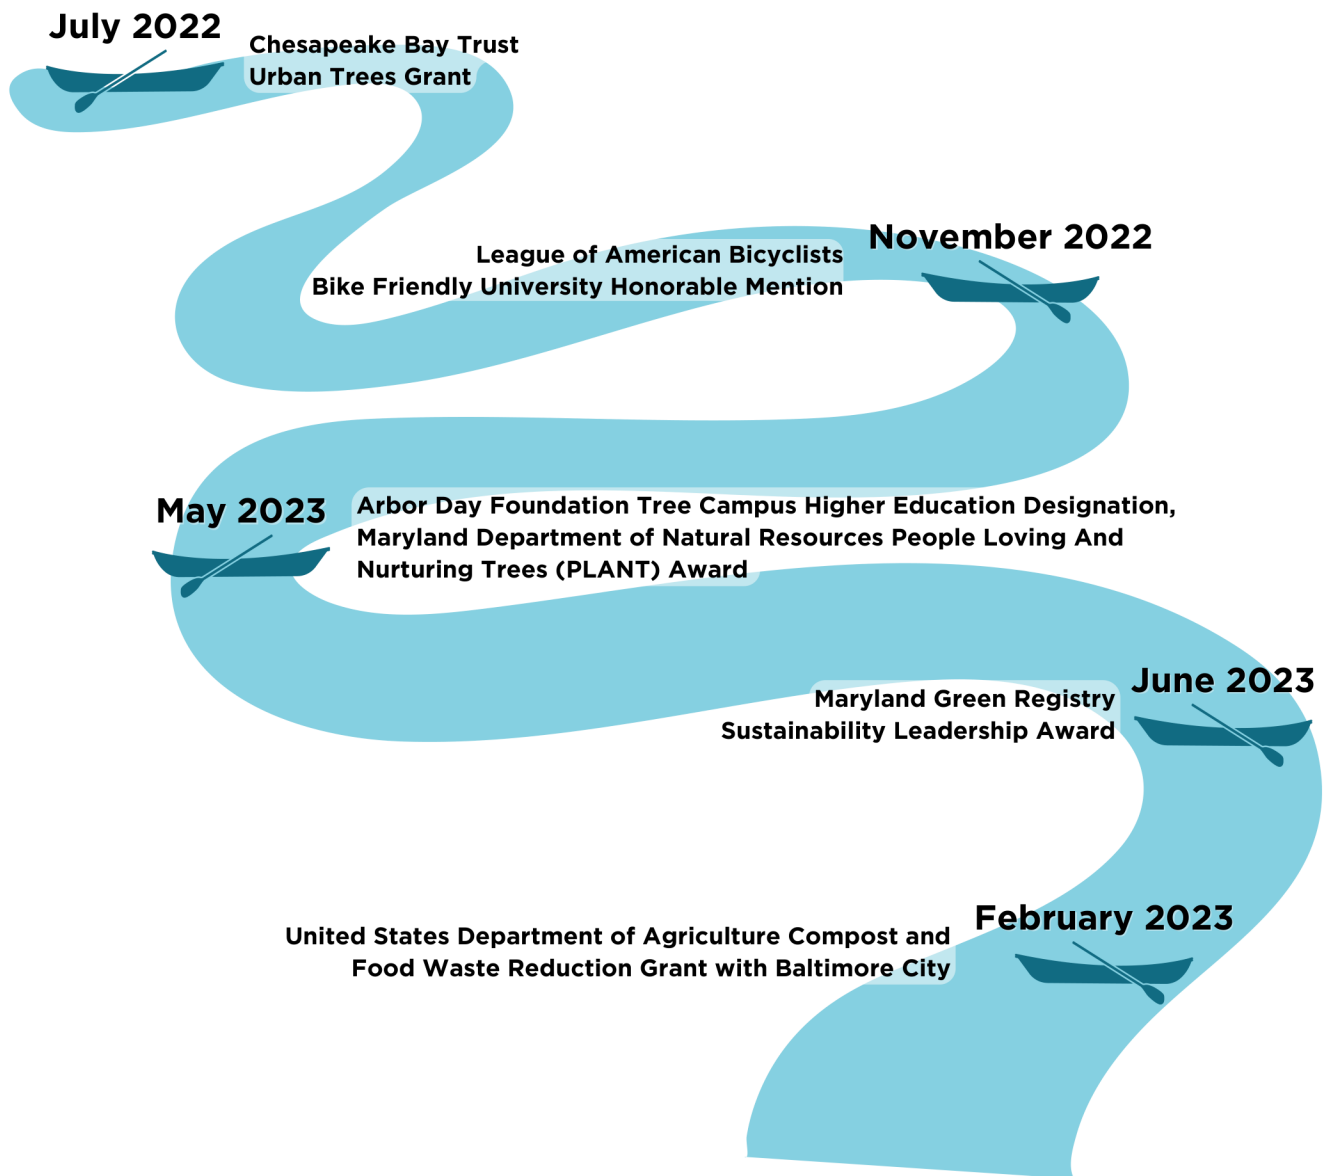 July 2022
Chesapeake Bay Trust
Urban Trees Grant
November 2022
League of American Bicyclists
Bike Friendly University Honorable Mention
May 2023
Arbor Day Foundation Tree Campus Higher Education Designation,
Maryland Department of Natural Resources People Loving And
Nurturing Trees (PLANT) Award
June 2023
Maryland Green Registry
Sustainability Leadership Award
February 2023
United States Department of Agriculture Compost and
Food Waste Reduction Grant with Baltimore City